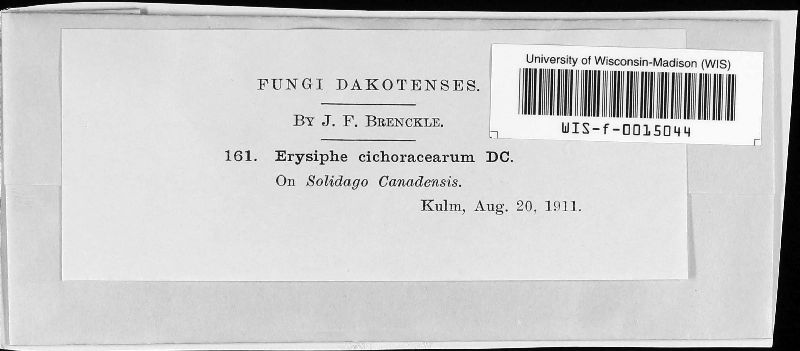 FUNGI DAKOTENSES.
BY J. F. BRENCKLE.
161. Erysiphe cichoracearum DC.
On Solidago Canadensis.
Kulm, Aug. 20, 1911.
University of Wisconsin-Madison (WIS)
WIS-f-0015044